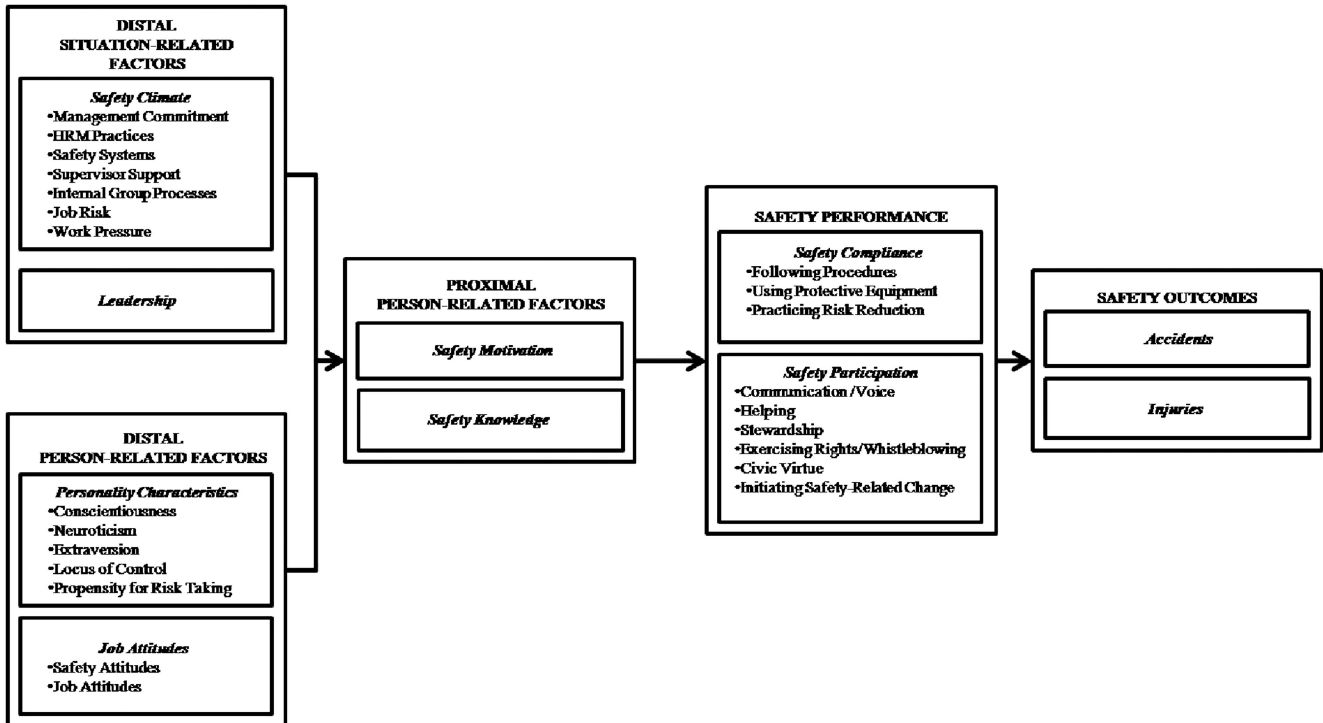 DISTAL
SITUATION-RELATED
FACTORS
Safety Climate
•Management Commitment
•HRM Practices
•Safety Systems
•Supervisor Support
•Internal Group Processes
•Job Risk
•Work Pressure
Leadership
DISTAL
PERSON-RELATED FACTORS
Personality Characteristics
•Conscientiousness
•Neuroticism
•Extraversion
•Locus of Control
•Propensity for Risk Taking
Job Attitudes
•Safety Attitudes
•Job Attitudes
PROXIMAL
PERSON-RELATED FACTORS
Safety Motivation
Safety Knowledge
SAFETY PERFORMANCE
Safety Compliance
•Following Procedures
•Using Protective Equipment
•Practicing Risk Reduction
Safety Participation
•Communication /Voice
•Helping
•Stewardship
•Exercising Rights/Whistleblowing
•Civic Virtue
•Initiating Safety-Related Change
SAFETY OUTCOMES
Accidents
Injuries